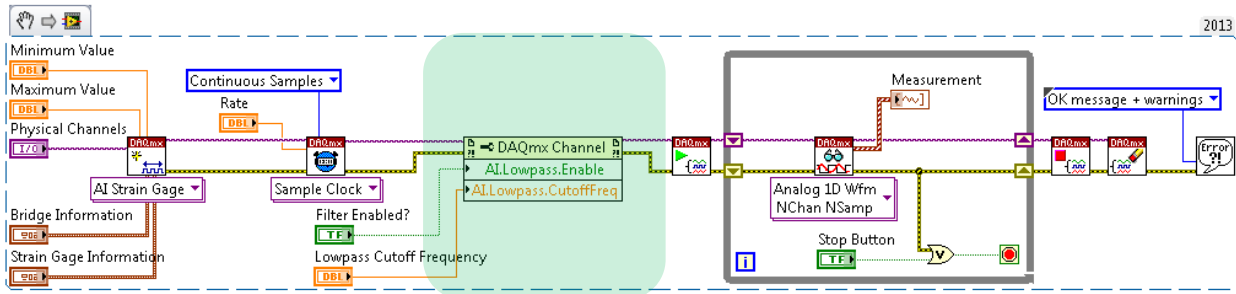 2013
Minimum Value
DBL
Maximum Value
DBL
Physical Channels
I/O
DAQmx
AI Strain Gage
Bridge Information
Strain Gage Information
Continuous Samples
Rate
DBL
DAQmx
Sample Clock
Filter Enabled?
TF
Lowpass Cutoff Frequency
DBL
DAQmx Channel
AI.Lowpass.Enable
AI.Lowpass.CutoffFreq
DAQmx
DAQmx
Analog 1D Wfm
NChan NSamp
Measurement
Stop Button
TF
i
OK message + warnings
DAQmx
DAQmx
Error
?!